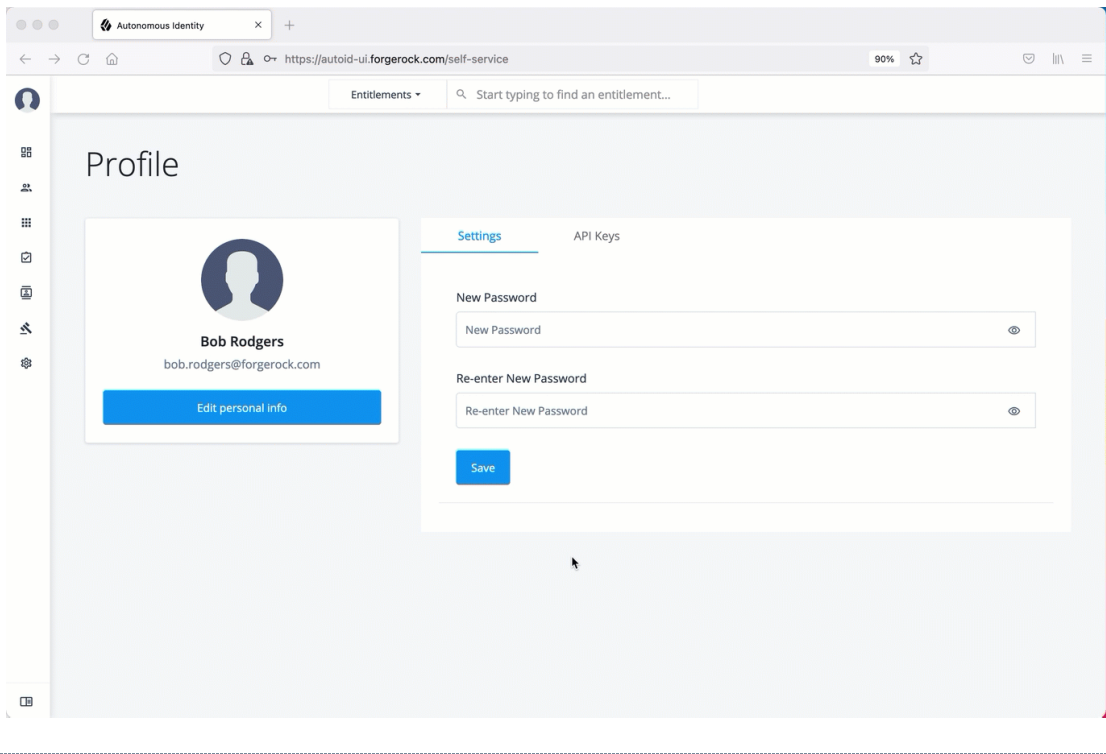 Autonomous Identity
https://autoid-ui.forgerock.com/self-service
90%
Entitlements
Start typing to find an entitlement...
Profile
Bob Rodgers
bob.rodgers@forgerock.com
Edit personal info
Settings
API Keys
New Password
New Password
Re-enter New Password
Re-enter New Password
Save